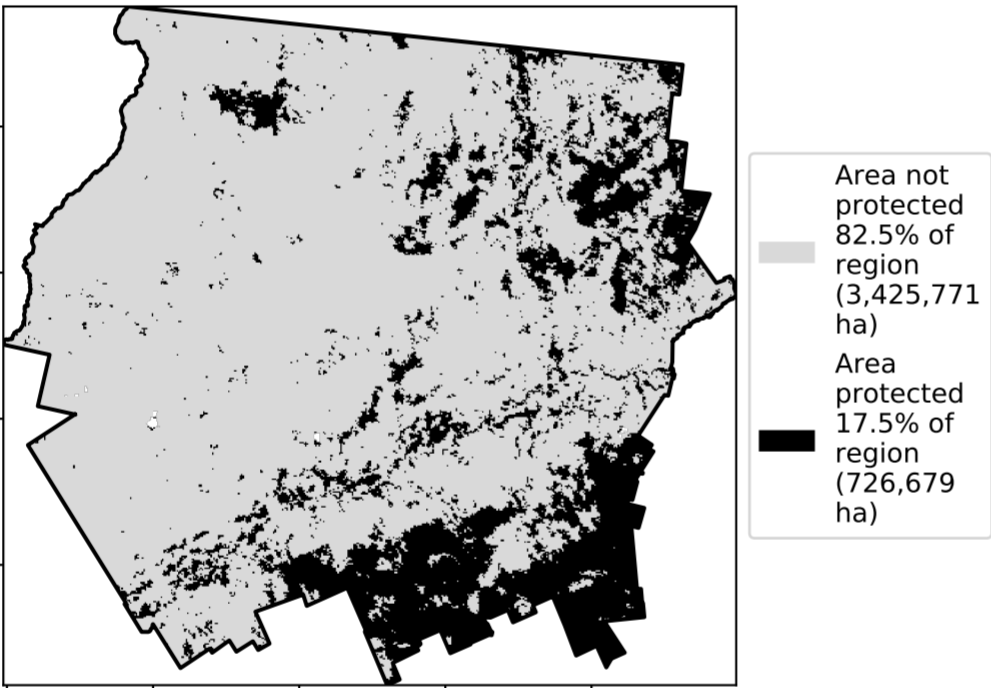 Area not
protected
82.5% of
region
(3,425,771
ha)
Area
protected
17.5% of
region
(726,679
ha)